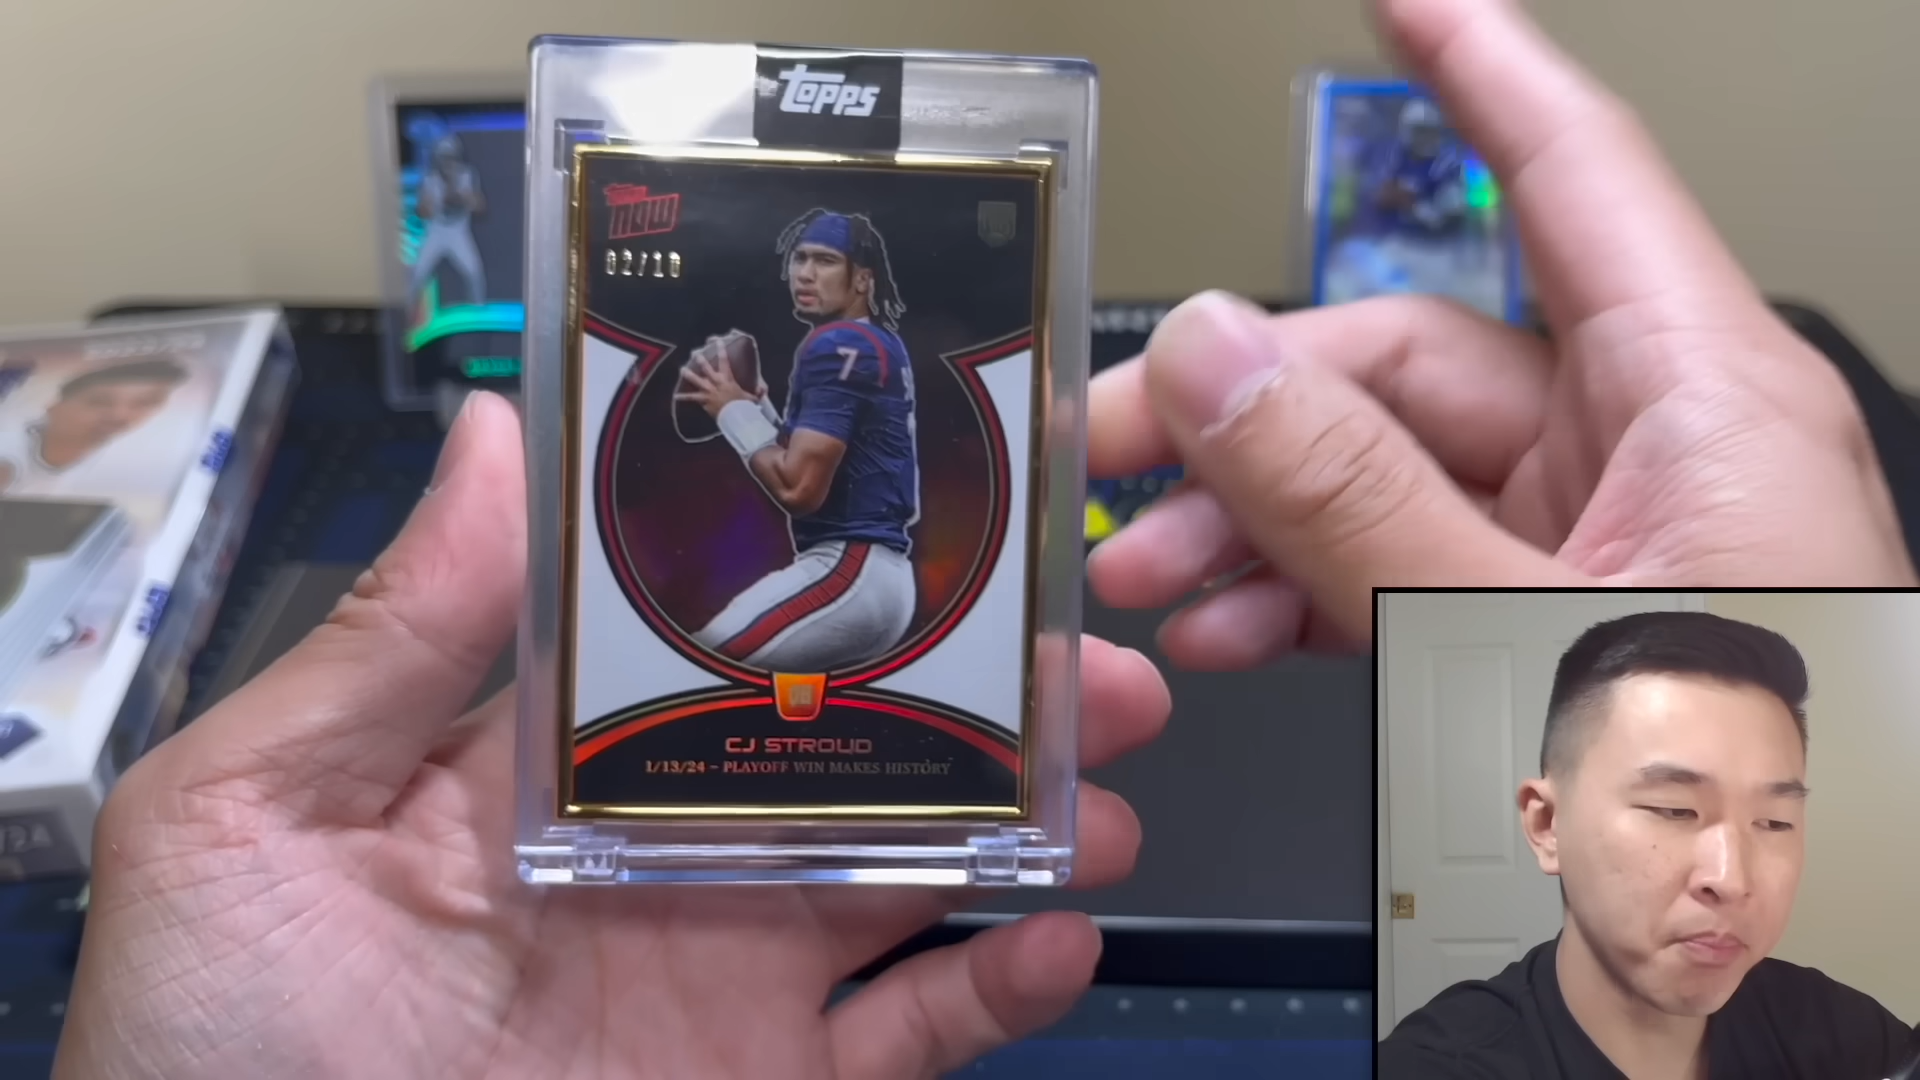 TOPPS
TOPPS
NOW
02/10
7
CJ STROUD
1/13/24 – PLAYOFF WIN MAKES HISTORY